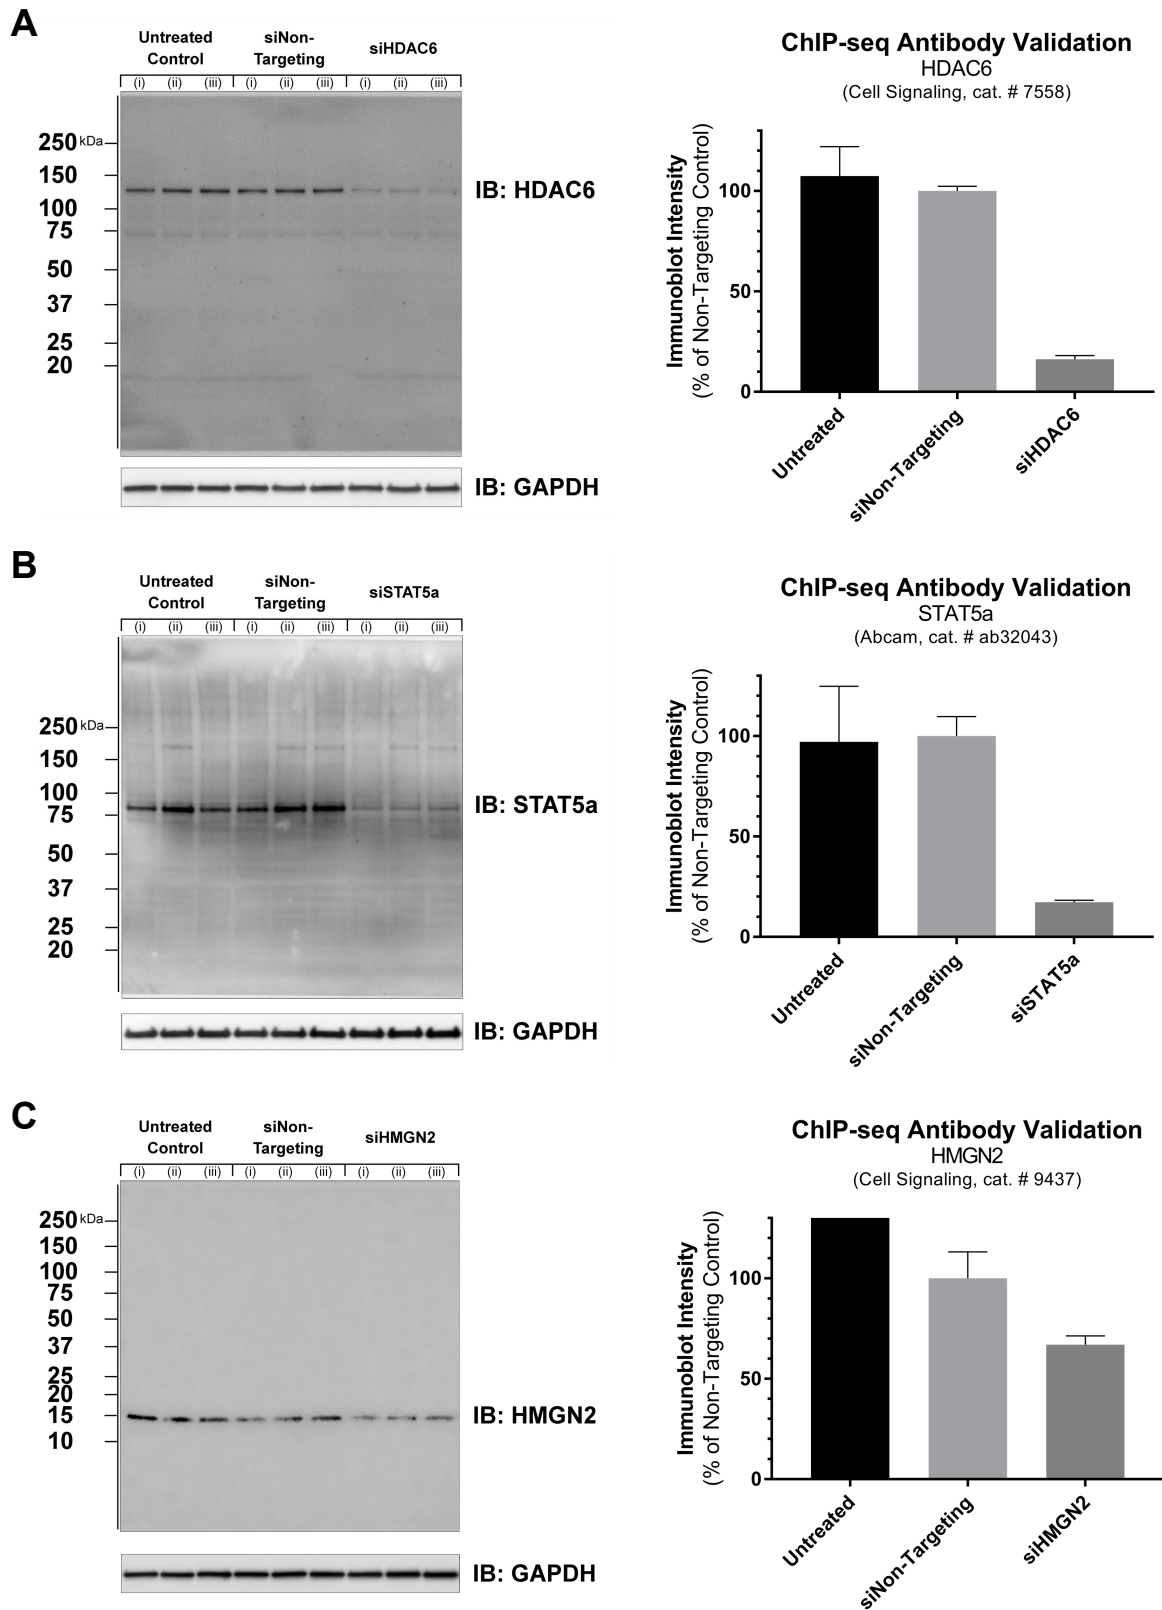 A
Untreated Control
siNon-Targeting
siHDAC6
(i) (ii) (iii) (i) (ii) (iii) (i) (ii) (iii)
250 kDa
150
100
75
50
37
25
20
IB: HDAC6
IB: GAPDH
ChIP-seq Antibody Validation
HDAC6
(Cell Signaling, cat. # 7558)
Immunoblot Intensity
(% of Non-Targeting Control)
100
50
0
Untreated
siNon-Targeting
siHDAC6
B
Untreated Control
siNon-Targeting
siSTAT5a
(i) (ii) (iii) (i) (ii) (iii) (i) (ii) (iii)
250 kDa
150
100
75
50
37
25
20
IB: STAT5a
IB: GAPDH
ChIP-seq Antibody Validation
STAT5a
(Abcam, cat. # ab32043)
Immunoblot Intensity
(% of Non-Targeting Control)
100
50
0
Untreated
siNon-Targeting
siSTAT5a
C
Untreated Control
siNon-Targeting
siHMGN2
(i) (ii) (iii) (i) (ii) (iii) (i) (ii) (iii)
250 kDa
150
100
75
50
37
25
20
15
10
IB: HMGN2
IB: GAPDH
ChIP-seq Antibody Validation
HMGN2
(Cell Signaling, cat. # 9437)
Immunoblot Intensity
(% of Non-Targeting Control)
100
50
0
Untreated
siNon-Targeting
siHMGN2